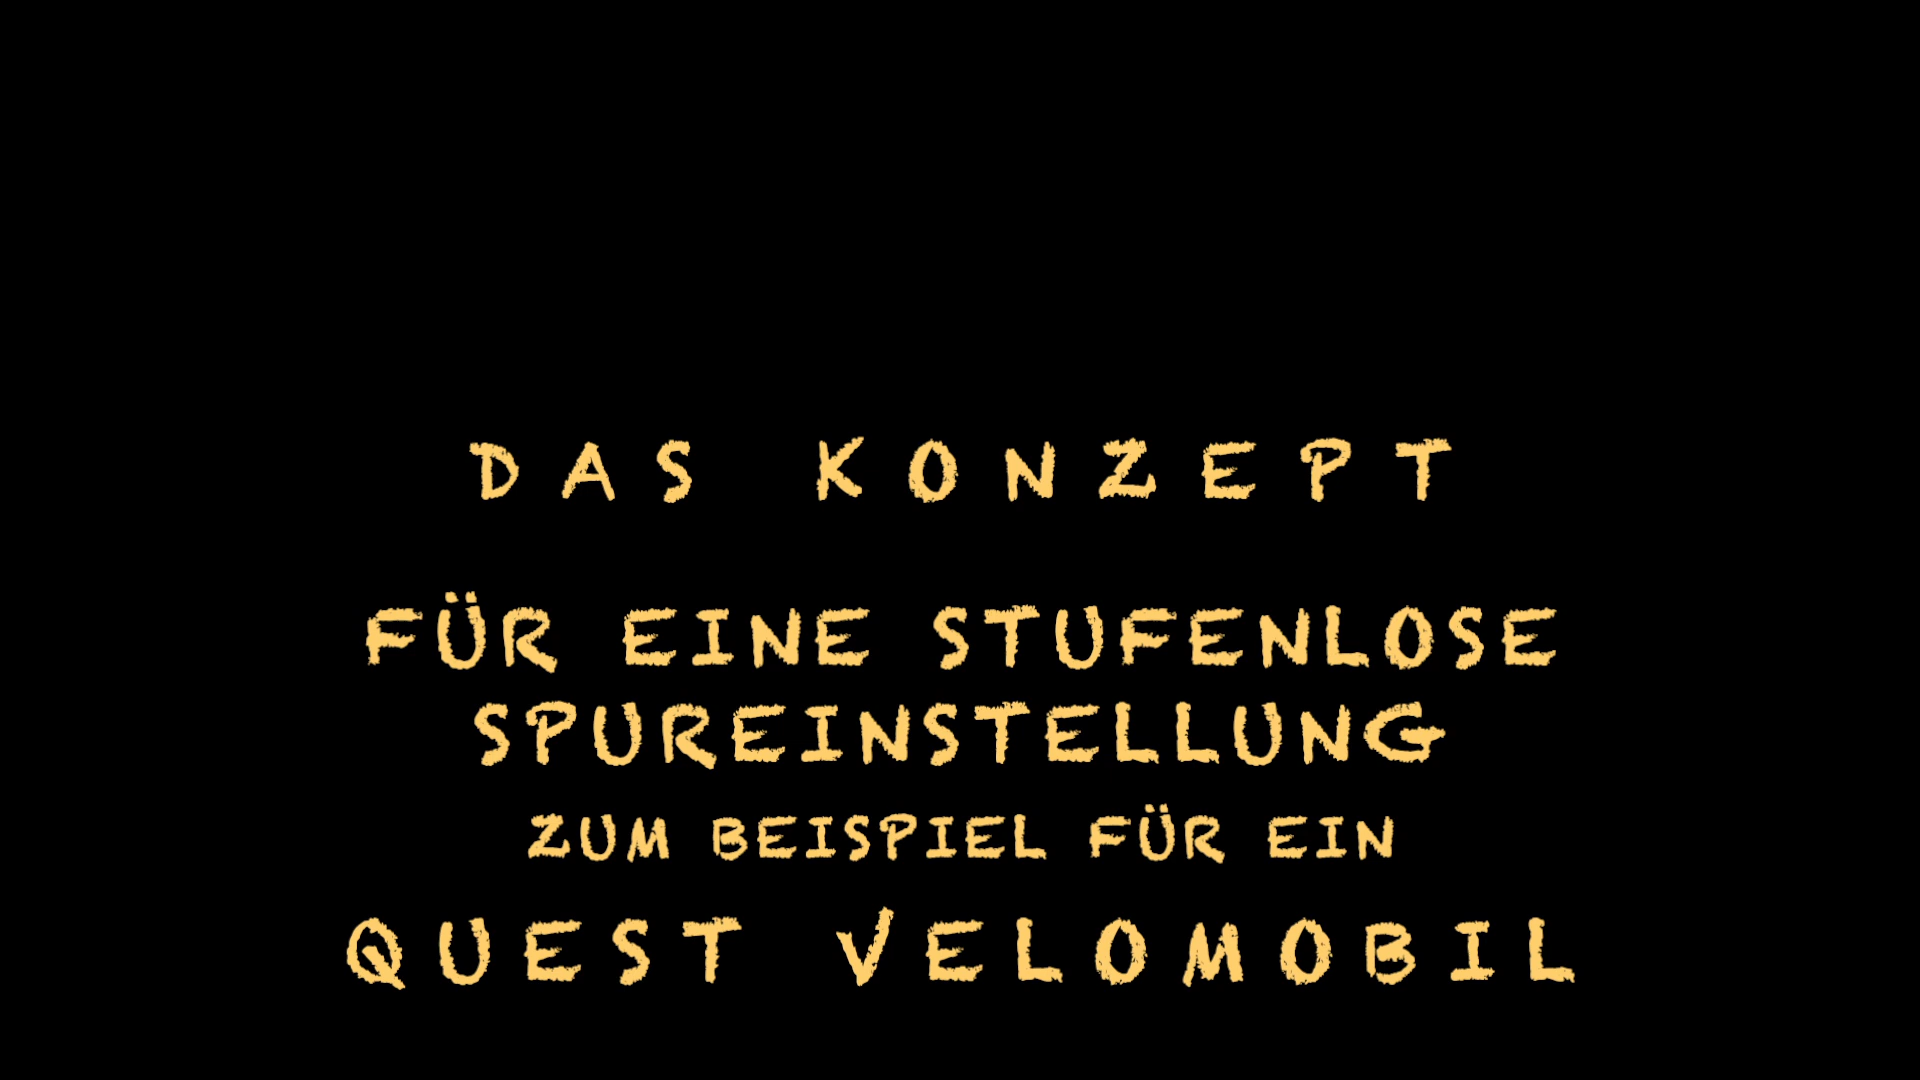 DAS KONZEPT
FÜR EINE STUFENLOSE
SPUREINSTELLUNG
ZUM BEISPIEL FÜR EIN
QUEST VELOMOBIL